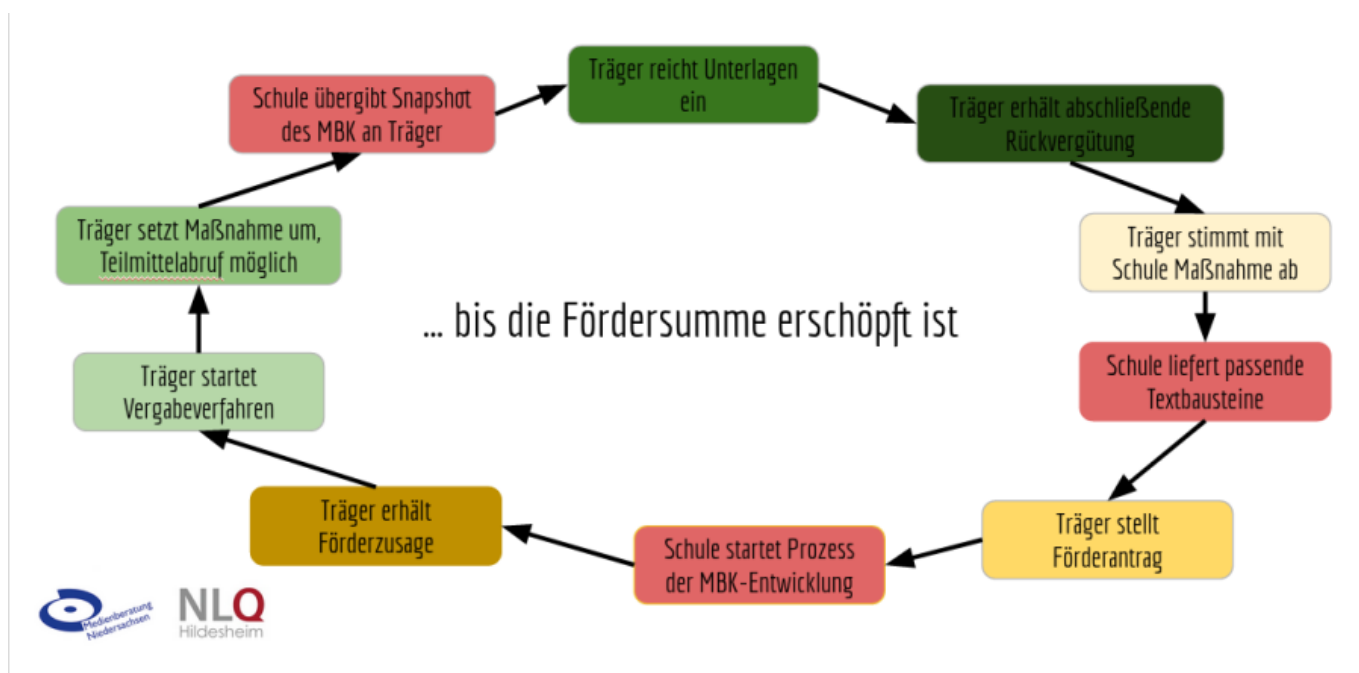 Träger reicht Unterlagen
ein
Träger erhält abschließende
Rückvergütung
Träger stimmt mit
Schule Maßnahme ab
Schule liefert passende
Textbausteine
Träger stellt
Förderantrag
Schule startet Prozess
der MBK-Entwicklung
Träger erhält
Förderzusage
Träger startet
Vergabeverfahren
Träger setzt Maßnahme um,
Teilmittelabruf möglich
Schule übergibt Snapshot
des MBK an Träger
... bis die Fördersumme erschöpft ist
Medienberatung
Niedersachsen
NLQ
Hildesheim